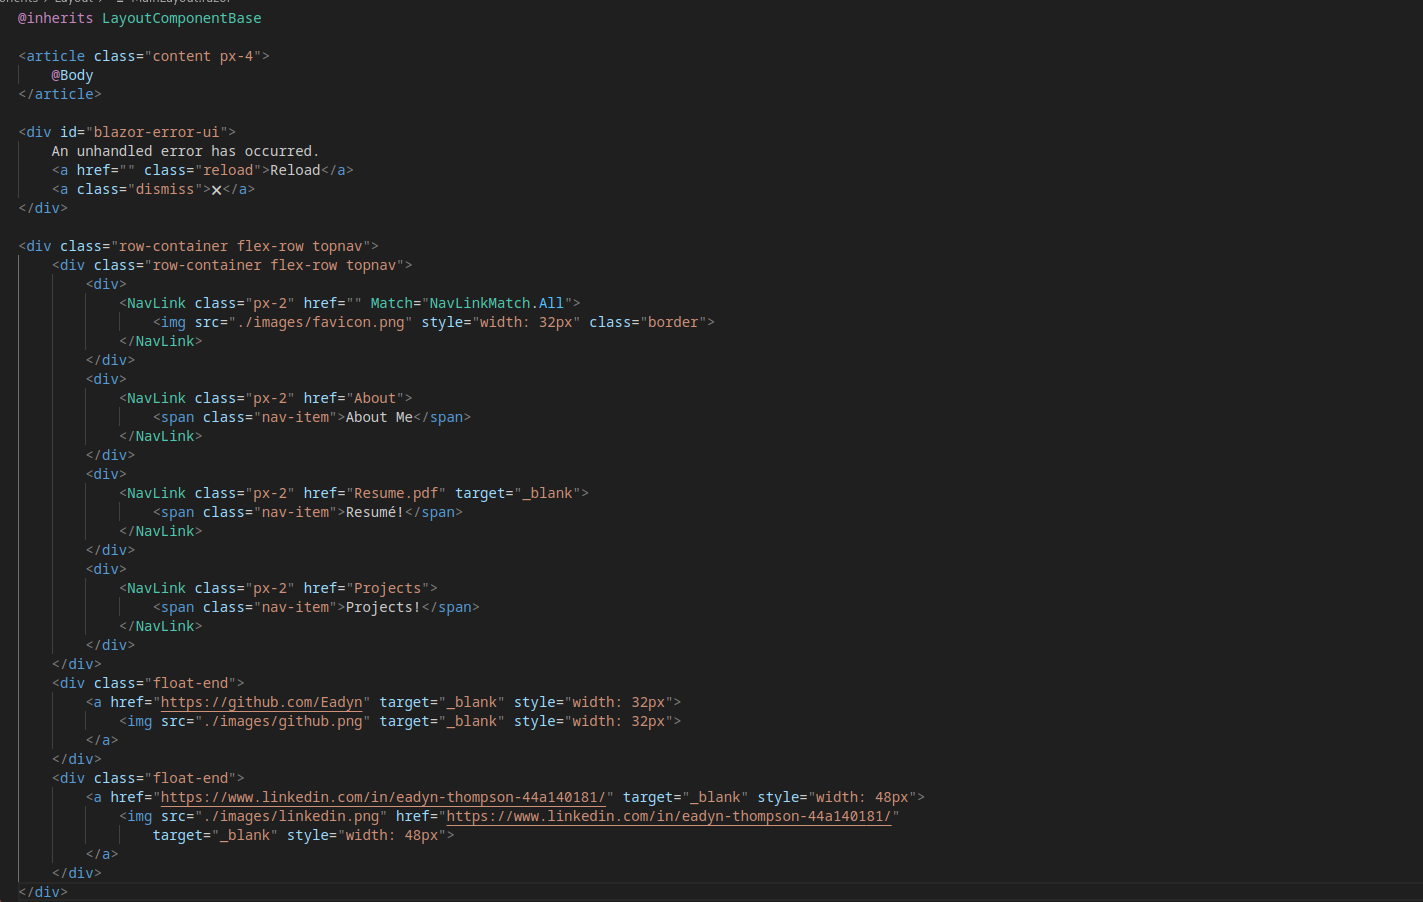 @inherits LayoutComponentBase
<article class="content px-4">
@Body
</article>
<div id="blazor-error-ui">
An unhandled error has occurred.
<a href="" class="reload">Reload</a>
<a class="dismiss">🗙</a>
</div>
<div class="row-container flex-row topnav">
<div class="row-container flex-row topnav">
<div>
<NavLink class="px-2" href="" Match="NavLinkMatch.All">
<img src="./images/favicon.png" style="width: 32px" class="border">
</NavLink>
</div>
<div>
<NavLink class="px-2" href="About">
<span class="nav-item">About Me</span>
</NavLink>
</div>
<div>
<NavLink class="px-2" href="Resume.pdf" target="_blank">
<span class="nav-item">Resumé!</span>
</NavLink>
</div>
<div>
<NavLink class="px-2" href="Projects">
<span class="nav-item">Projects!</span>
</NavLink>
</div>
</div>
<div class="float-end">
<a href="https://github.com/Eadyn" target="_blank" style="width: 32px">
<img src="./images/github.png" target="_blank" style="width: 32px">
</a>
</div>
<div class="float-end">
<a href="https://www.linkedin.com/in/eadyn-thompson-44a140181/" target="_blank" style="width: 48px">
<img src="./images/linkedin.png" href="https://www.linkedin.com/in/eadyn-thompson-44a140181/"
target="_blank" style="width: 48px">
</a>
</div>
</div>